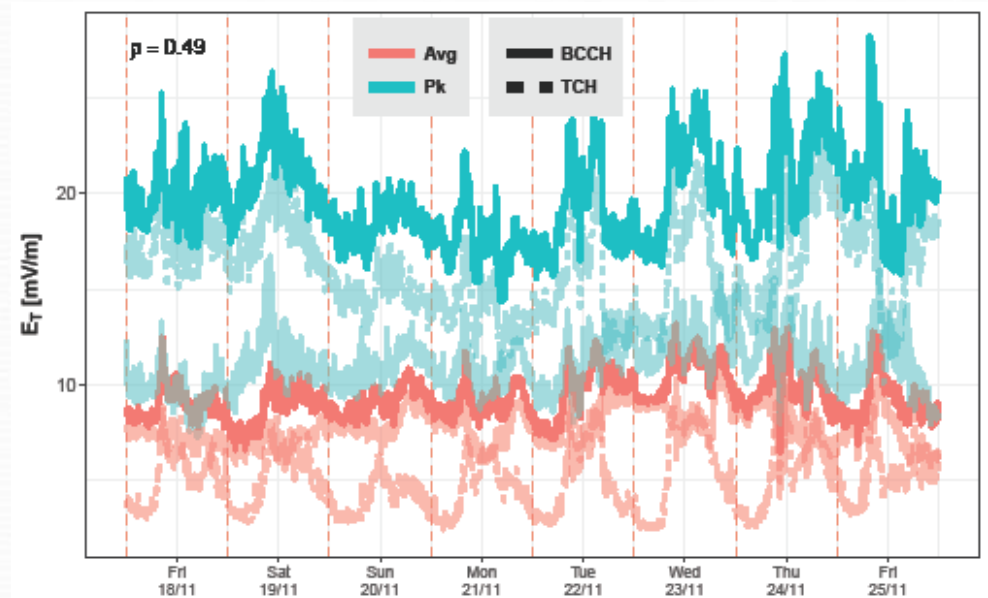 ρ = 0.49
Avg
Pk
BCCH
TCH
20
10
E_T [mV/m]
Fri
18/11
Sat
19/11
Sun
20/11
Mon
21/11
Tue
22/11
Wed
23/11
Thu
24/11
Fri
25/11